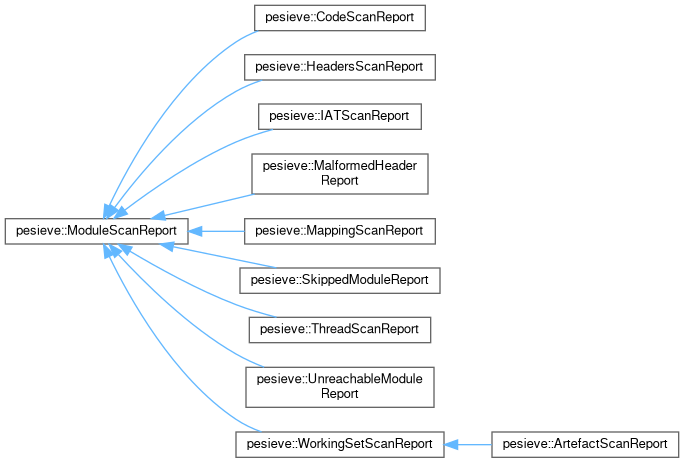 pesieve::CodeScanReport
pesieve::HeadersScanReport
pesieve::IATScanReport
pesieve::MalformedHeader
Report
pesieve::ModuleScanReport
pesieve::MappingScanReport
pesieve::SkippedModuleReport
pesieve::ThreadScanReport
pesieve::UnreachableModule
Report
pesieve::WorkingSetScanReport
pesieve::ArtefactScanReport